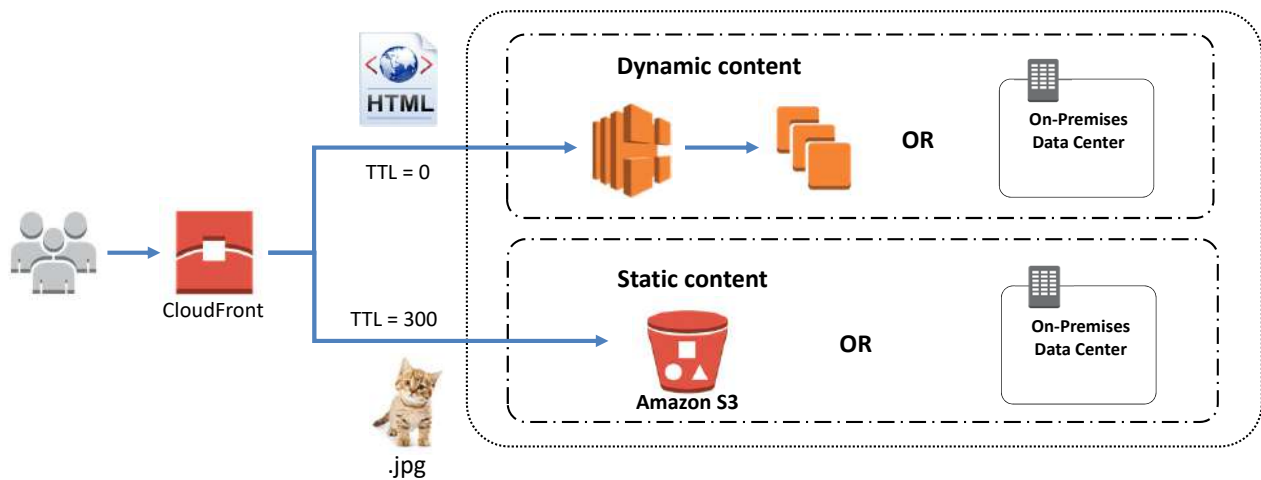 HTML
Dynamic content
On-Premises
Data Center
OR
TTL = 0
CloudFront
TTL = 300
Static content
On-Premises
Data Center
OR
Amazon S3
.jpg